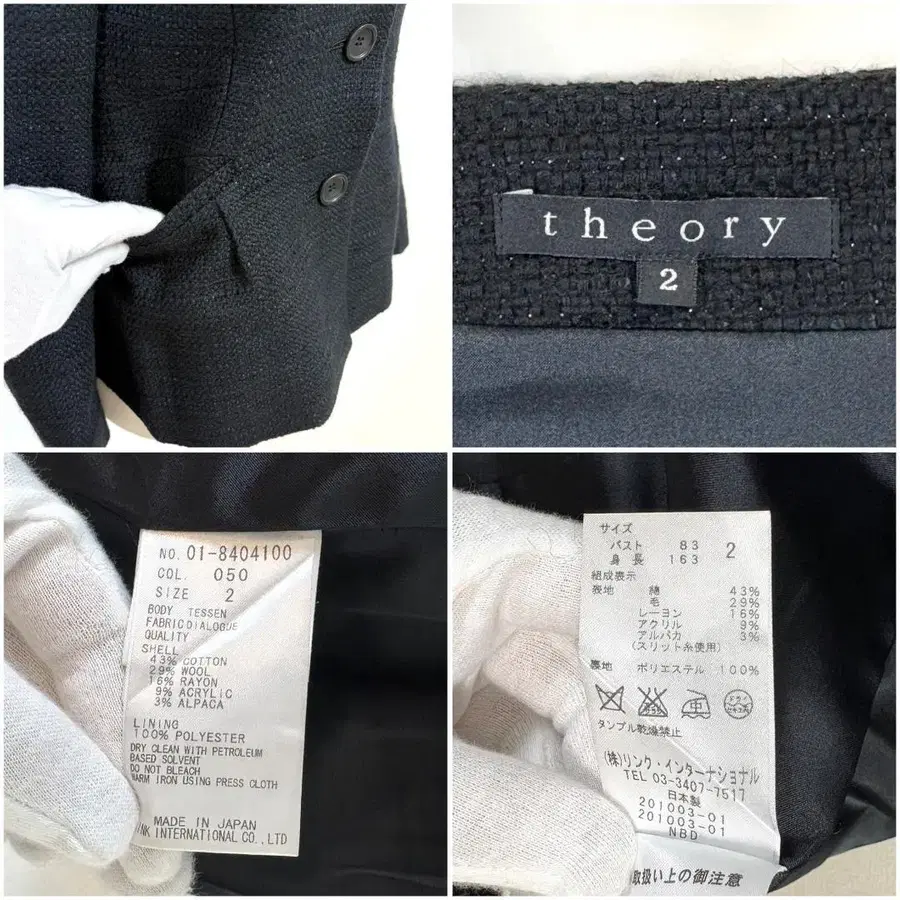 theory
2
NO. 01-8404100
COL. 050
SIZE 2
BODY TESSEN
FABRIC DIALOGUE
QUALITY
SHELL
43% COTTON
29% WOOL
16% RAYON
9% ACRYLIC
3% ALPACA
LINING
100% POLYESTER
DRY CLEAN WITH PETROLEUM
BASED SOLVENT
DO NOT BLEACH
WARM IRON USING PRESS CLOTH
MADE IN JAPAN
INK INTERNATIONAL CO., LTD
サイズ
バスト 83 2
身長 163
組成表示
表地 綿 43%
毛 29%
レーヨン 16%
アクリル 9%
アルパカ 3%
(スリット糸使用)
裏地 ポリエステル 100%
中 ドライ
タンブル乾燥禁止
(株)リンク・インターナショナル
TEL 03-3407-7517
日本製
201003-01
201003-01
NBD
取扱い上の御注意